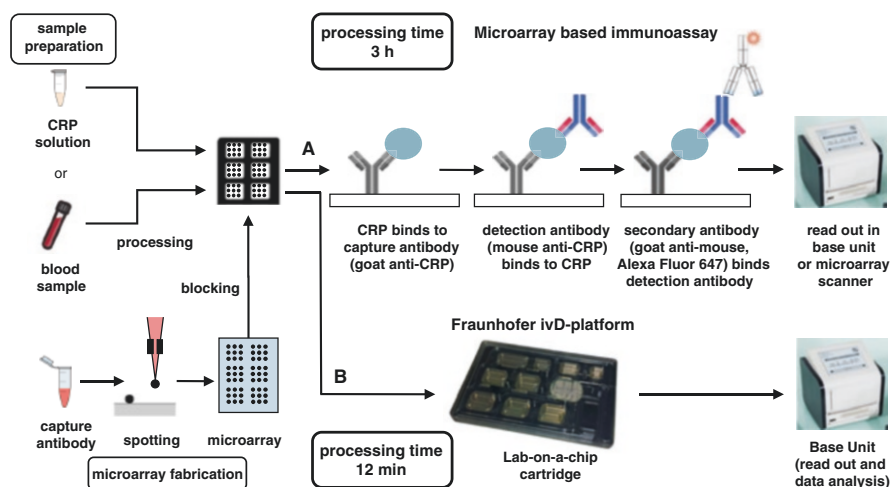 sample
preparation
CRP
solution
or
blood
sample
processing
processing time
3 h
Microarray based immunoassay
A
CRP binds to
capture antibody
(goat anti-CRP)
detection antibody
(mouse anti-CRP)
binds to CRP
secondary antibody
(goat anti-mouse,
Alexa Fluor 647) binds
detection antibody
read out in
base unit
or microarray
scanner
blocking
capture
antibody
spotting
microarray
microarray fabrication
B
Fraunhofer ivD-platform
processing time
12 min
Lab-on-a-chip
cartridge
Base Unit
(read out and
data analysis)